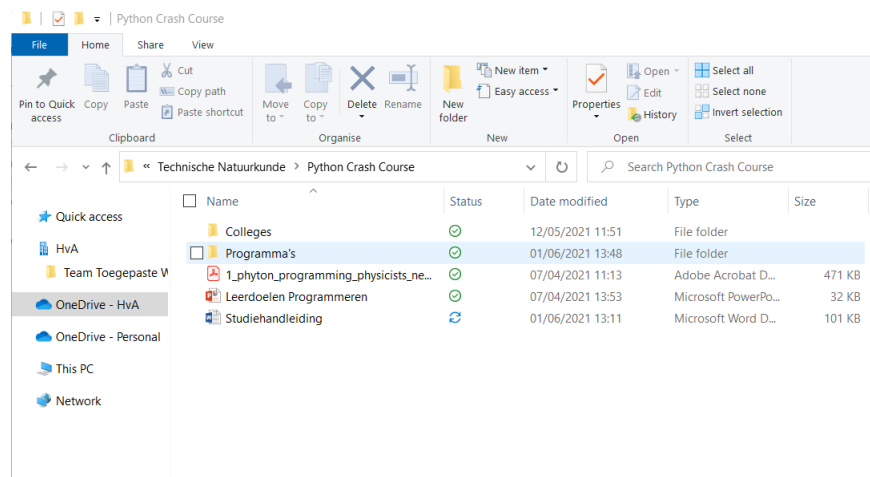 Python Crash Course
File Home Share View
Pin to Quick access
Copy
Paste
Cut
Copy path
Paste shortcut
Move to
Copy to
Delete
Rename
New folder
New item
Easy access
Properties
Open
Edit
History
Select all
Select none
Invert selection
Clipboard Organise New Open Select
« Technische Natuurkunde > Python Crash Course Search Python Crash Course
Quick access
HvA
Team Toegepaste W
OneDrive - HvA
OneDrive - Personal
This PC
Network
Name Status Date modified Type Size
Colleges 12/05/2021 11:51 File folder
Programma's 01/06/2021 13:48 File folder
1_phyton_programming_physicists_ne... 07/04/2021 11:13 Adobe Acrobat D... 471 KB
Leerdoelen Programmeren 07/04/2021 13:53 Microsoft PowerPo... 32 KB
Studiehandleiding 01/06/2021 13:11 Microsoft Word D... 101 KB